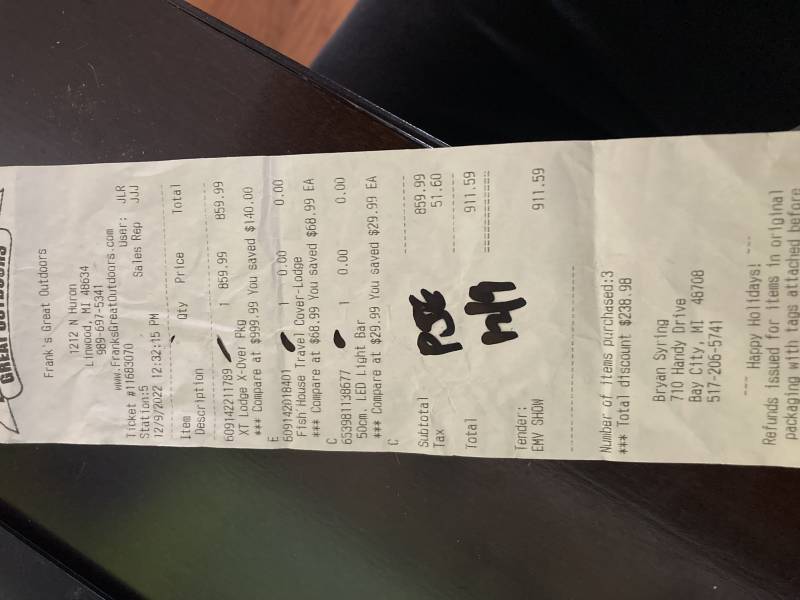 GREAT OUTDOORS
Frank's Great Outdoors
1212 N Huron
Linwood, MI 48634
989-697-5341
www.FranksGreatOutdoors.com
Ticket #11683070 User: JLR
Station:5 Sales Rep JJJ
12/9/2022 12:32:15 PM
Item Qty Price Total
Description
609142211789 1 859.99 859.99
XT Lodge X-Over Pkg
*** Compare at $999.99 You saved $140.00
E
609142018401 1 0.00 0.00
Fish House Travel Cover-Lodge
*** Compare at $68.99 You saved $68.99 EA
C
653981138677 1 0.00 0.00
50cm. LED Light Bar
*** Compare at $29.99 You saved $29.99 EA
C
Subtotal 859.99
Tax 51.60
Total 911.59
Tender:
EMV SHOW 911.59
Number of items purchased:3
*** Total discount $238.98
Bryan Syring
710 Handy Drive
Bay City, MI 48708
517-206-5741
--- Happy Holidays! ---
Refunds issued for items in original
packaging with tags attached before